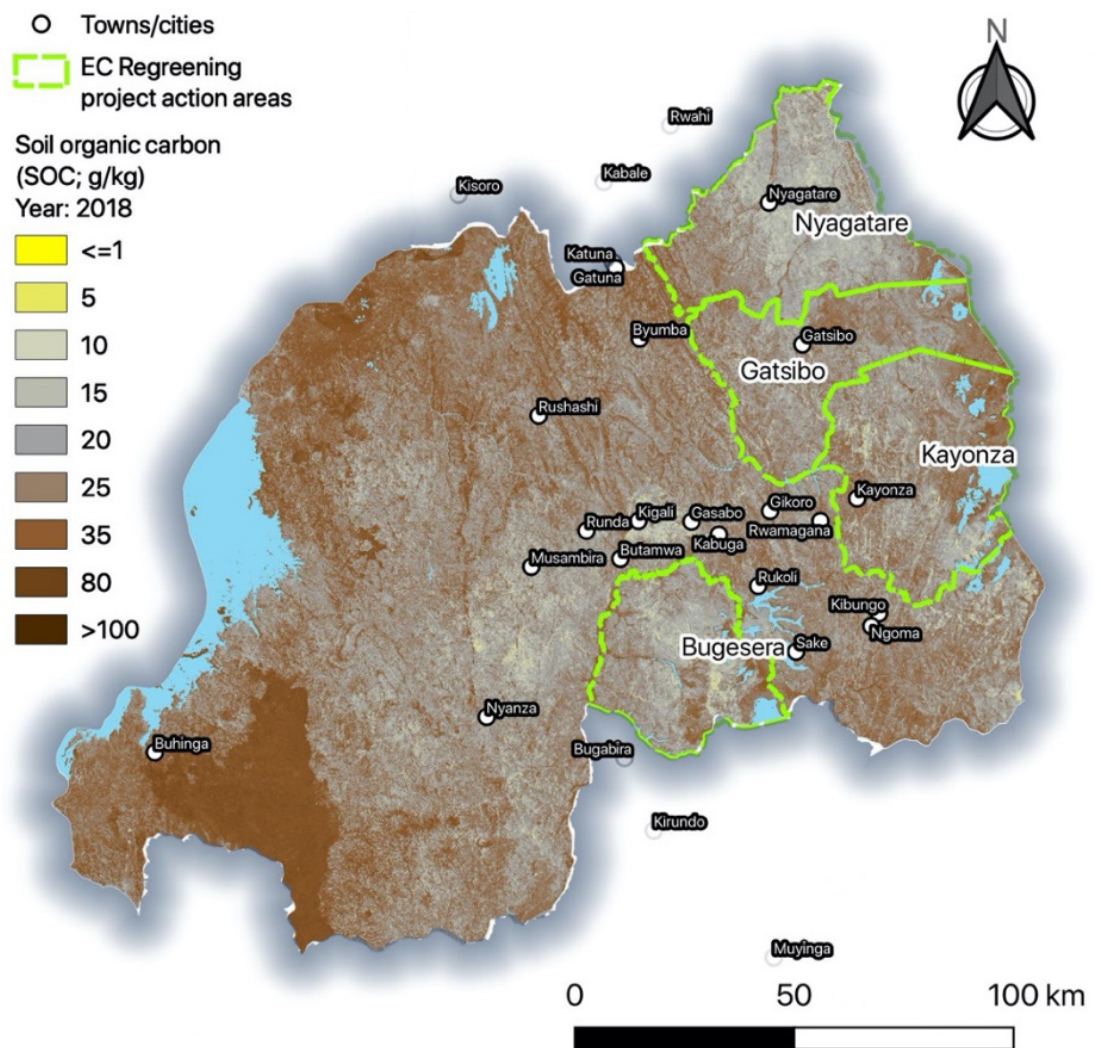 Towns/cities
EC Regreening
project action areas
Soil organic carbon
(SOC; g/kg)
Year: 2018
<=1
5
10
15
20
25
35
80
>100
N
Rwahi
Kabale
Kisoro
Nyagatare
Nyagatare
Katuna
Gatuna
Byumba
Gatsibo
Gatsibo
Rushashi
Kayonza
Kayonza
Gikoro
Kigali
Gasabo
Runda
Rwamagana
Kabuga
Butamwa
Musambira
Rukoli
Kibungo
Ngoma
Bugesera
Sake
Nyanza
Buhinga
Bugabira
Kirundo
Muyinga
0 50 100 km